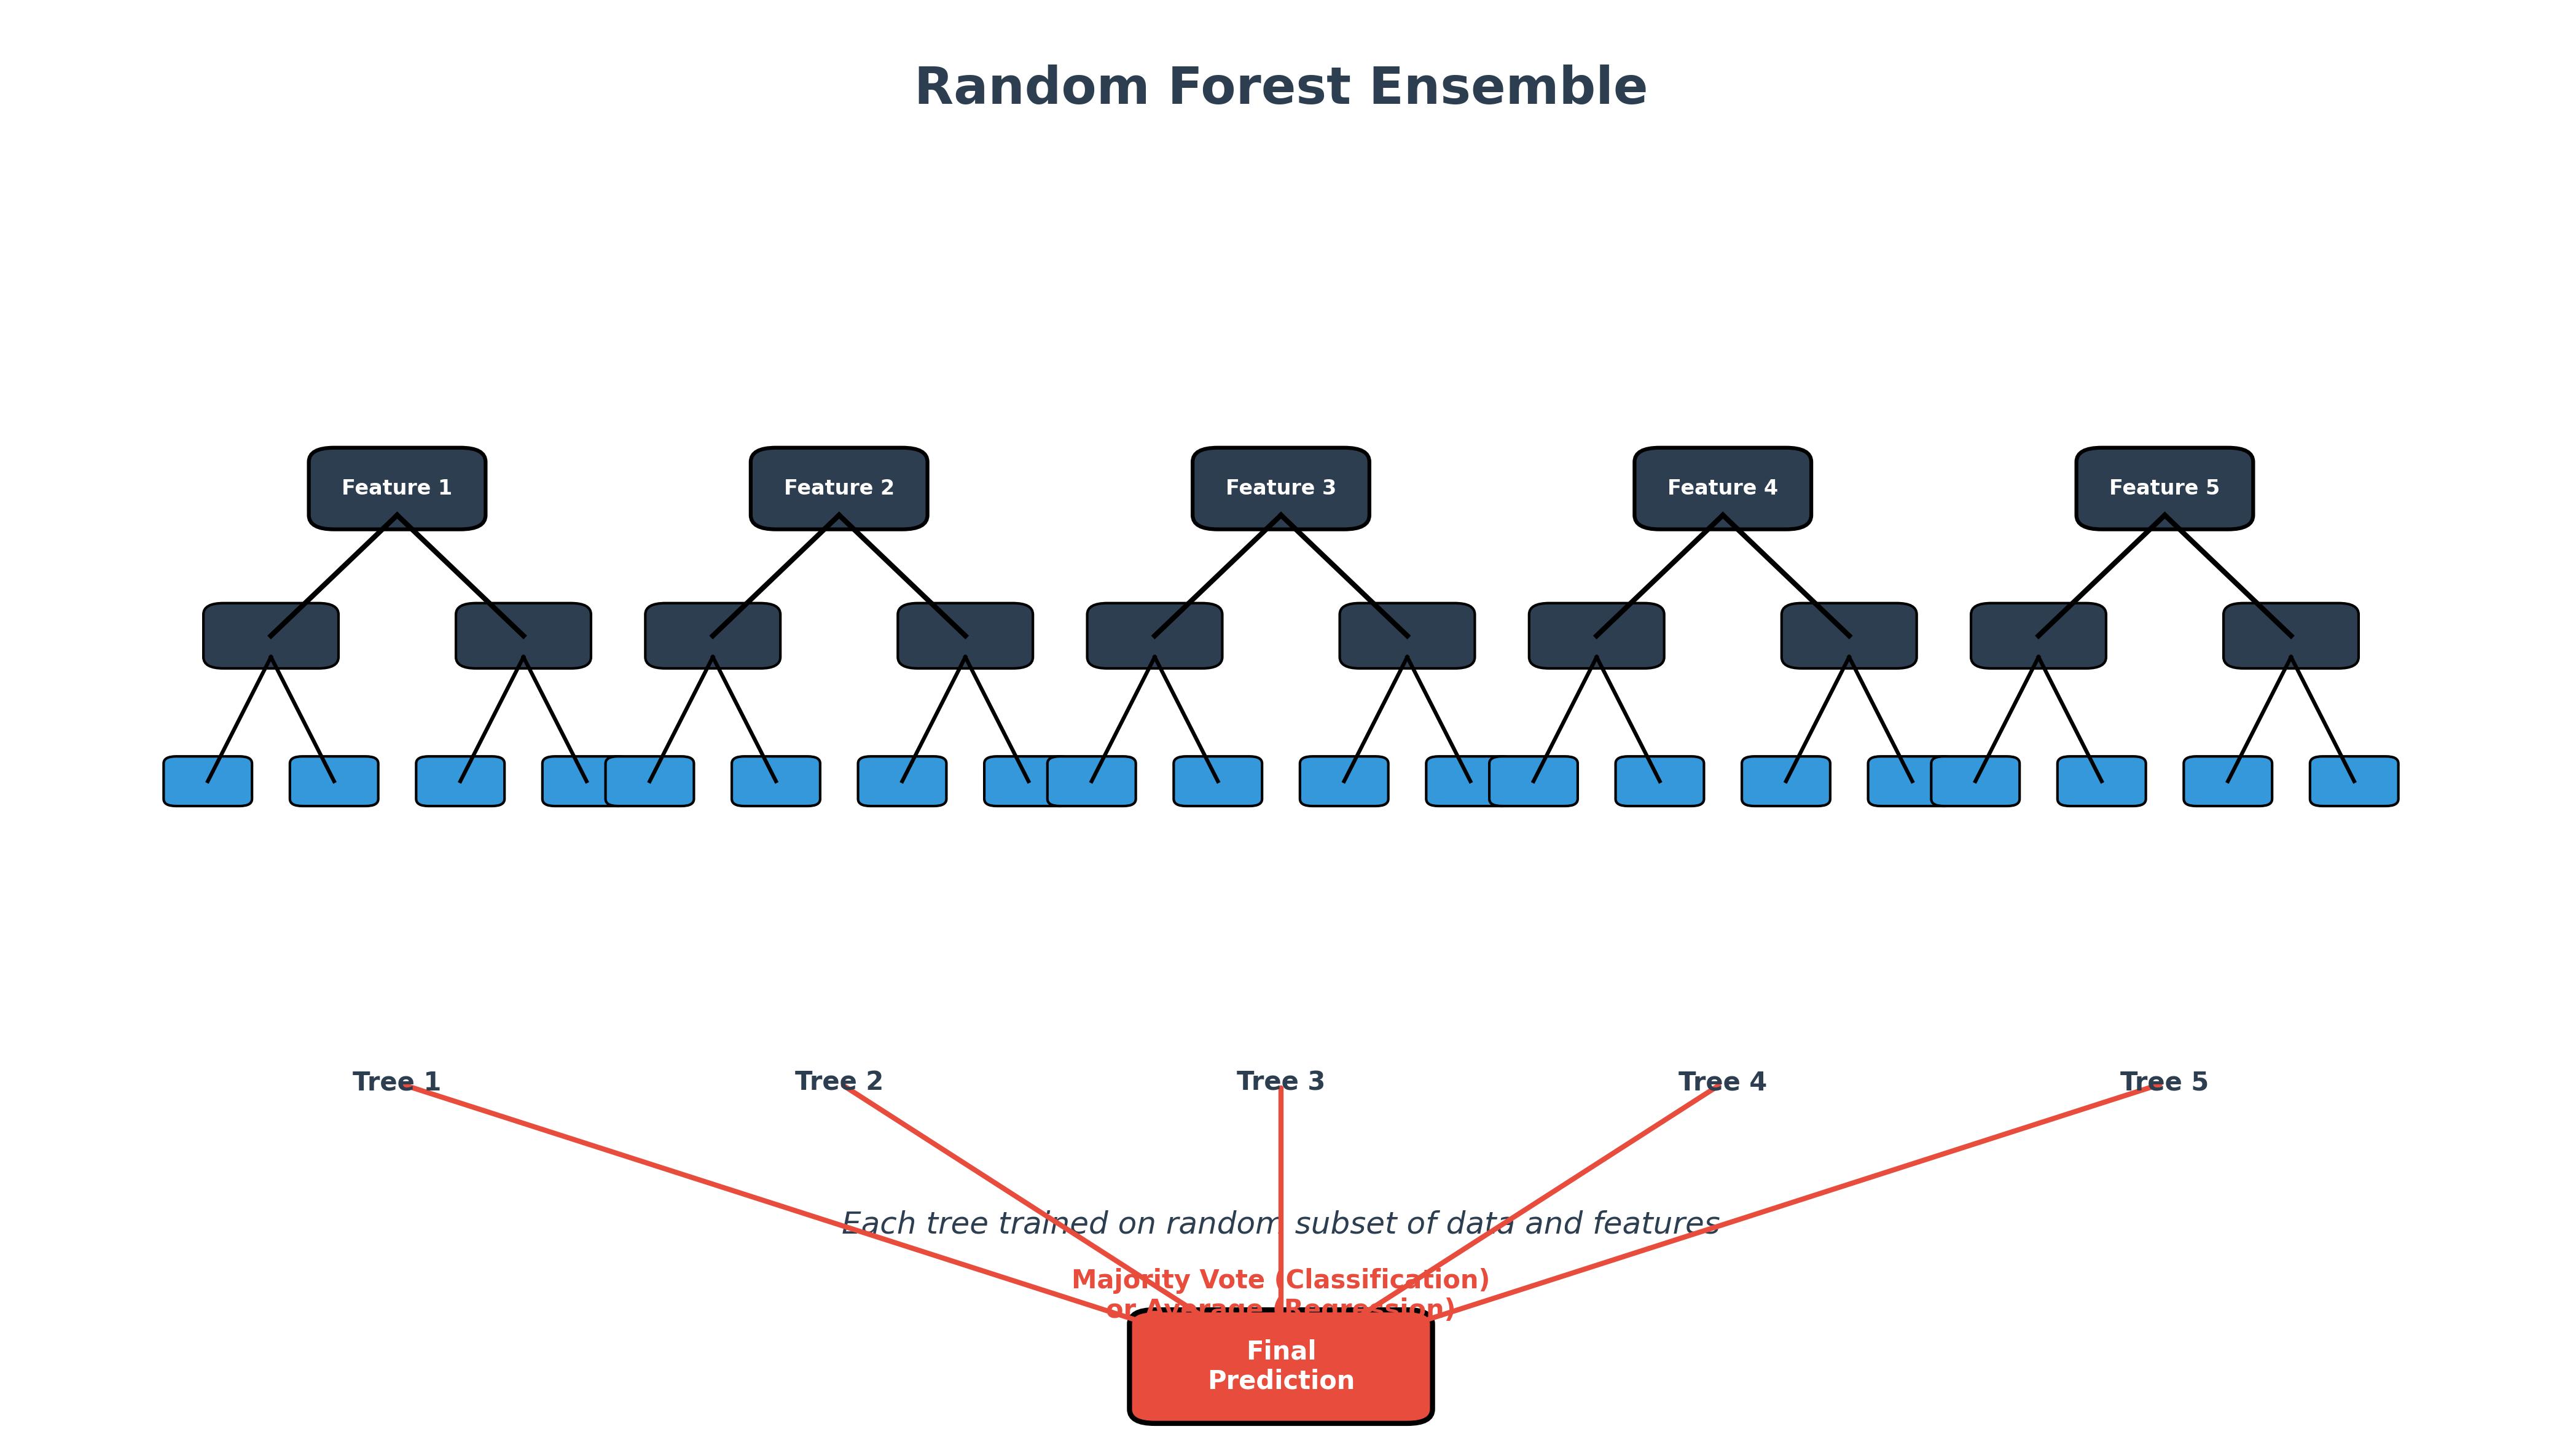 Random Forest Ensemble
Feature 1
Feature 2
Feature 3
Feature 4
Feature 5
Tree 1
Tree 2
Tree 3
Tree 4
Tree 5
Each tree trained on random subset of data and features
Majority Vote (Classification)
or Average (Regression)
Final
Prediction